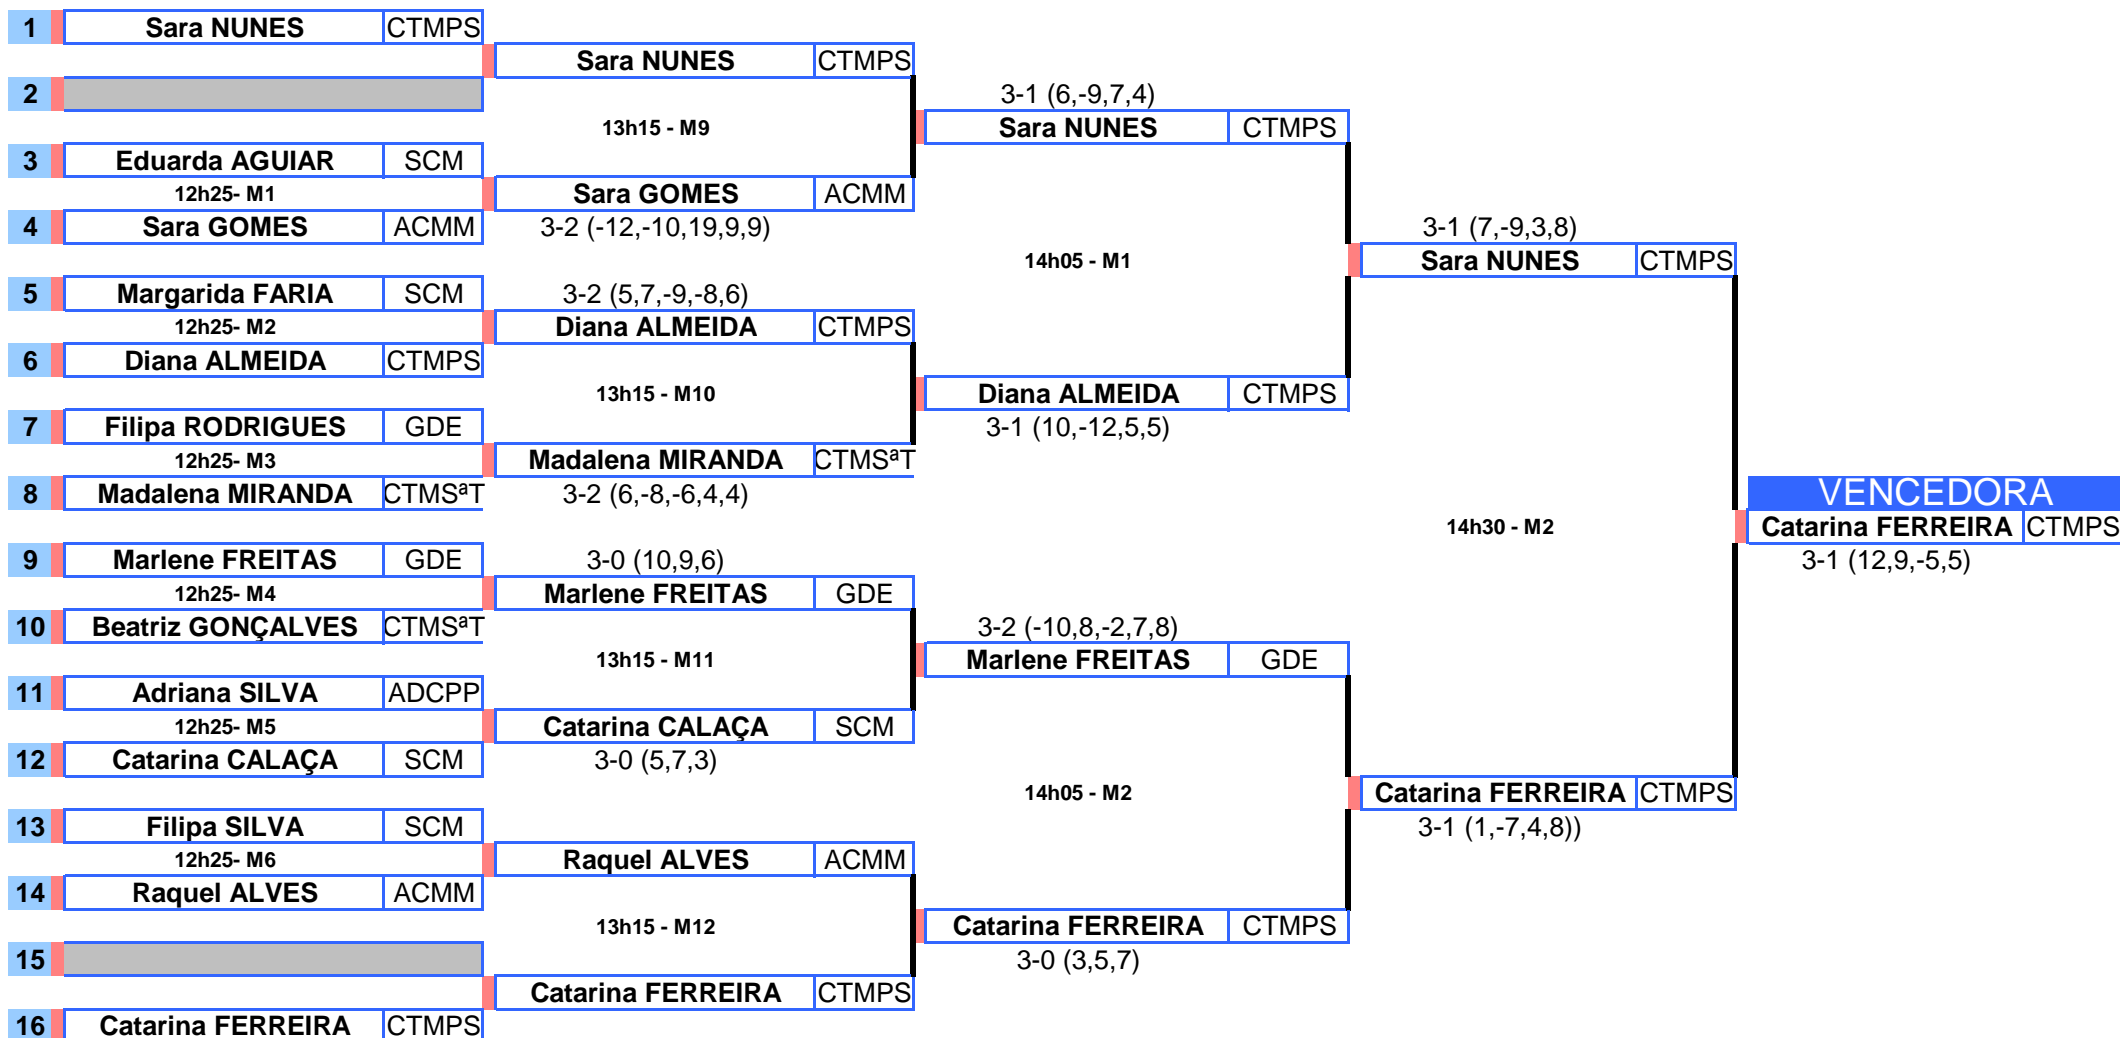 1 Sara NUNES CTMPS
Sara NUNES CTMPS
2
3-1 (6,-9,7,4)
13h15 - M9
Sara NUNES CTMPS
3 Eduarda AGUIAR SCM
12h25- M1
Sara GOMES ACMM
4 Sara GOMES ACMM
3-2 (-12,-10,19,9,9)
3-1 (7,-9,3,8)
14h05 - M1
Sara NUNES CTMPS
5 Margarida FARIA SCM
3-2 (5,7,-9,-8,6)
12h25- M2
Diana ALMEIDA CTMPS
6 Diana ALMEIDA CTMPS
13h15 - M10
Diana ALMEIDA CTMPS
7 Filipa RODRIGUES GDE
3-1 (10,-12,5,5)
12h25- M3
Madalena MIRANDA CTMSªT
8 Madalena MIRANDA CTMSªT
3-2 (6,-8,-6,4,4)
VENCEDORA
14h30 - M2
Catarina FERREIRA CTMPS
9 Marlene FREITAS GDE
3-0 (10,9,6)
3-1 (12,9,-5,5)
12h25- M4
Marlene FREITAS GDE
10 Beatriz GONÇALVES CTMSªT
3-2 (-10,8,-2,7,8)
13h15 - M11
Marlene FREITAS GDE
11 Adriana SILVA ADCPP
12h25- M5
Catarina CALAÇA SCM
12 Catarina CALAÇA SCM
3-0 (5,7,3)
14h05 - M2
Catarina FERREIRA CTMPS
13 Filipa SILVA SCM
3-1 (1,-7,4,8))
12h25- M6
Raquel ALVES ACMM
14 Raquel ALVES ACMM
13h15 - M12
Catarina FERREIRA CTMPS
15
3-0 (3,5,7)
Catarina FERREIRA CTMPS
16 Catarina FERREIRA CTMPS